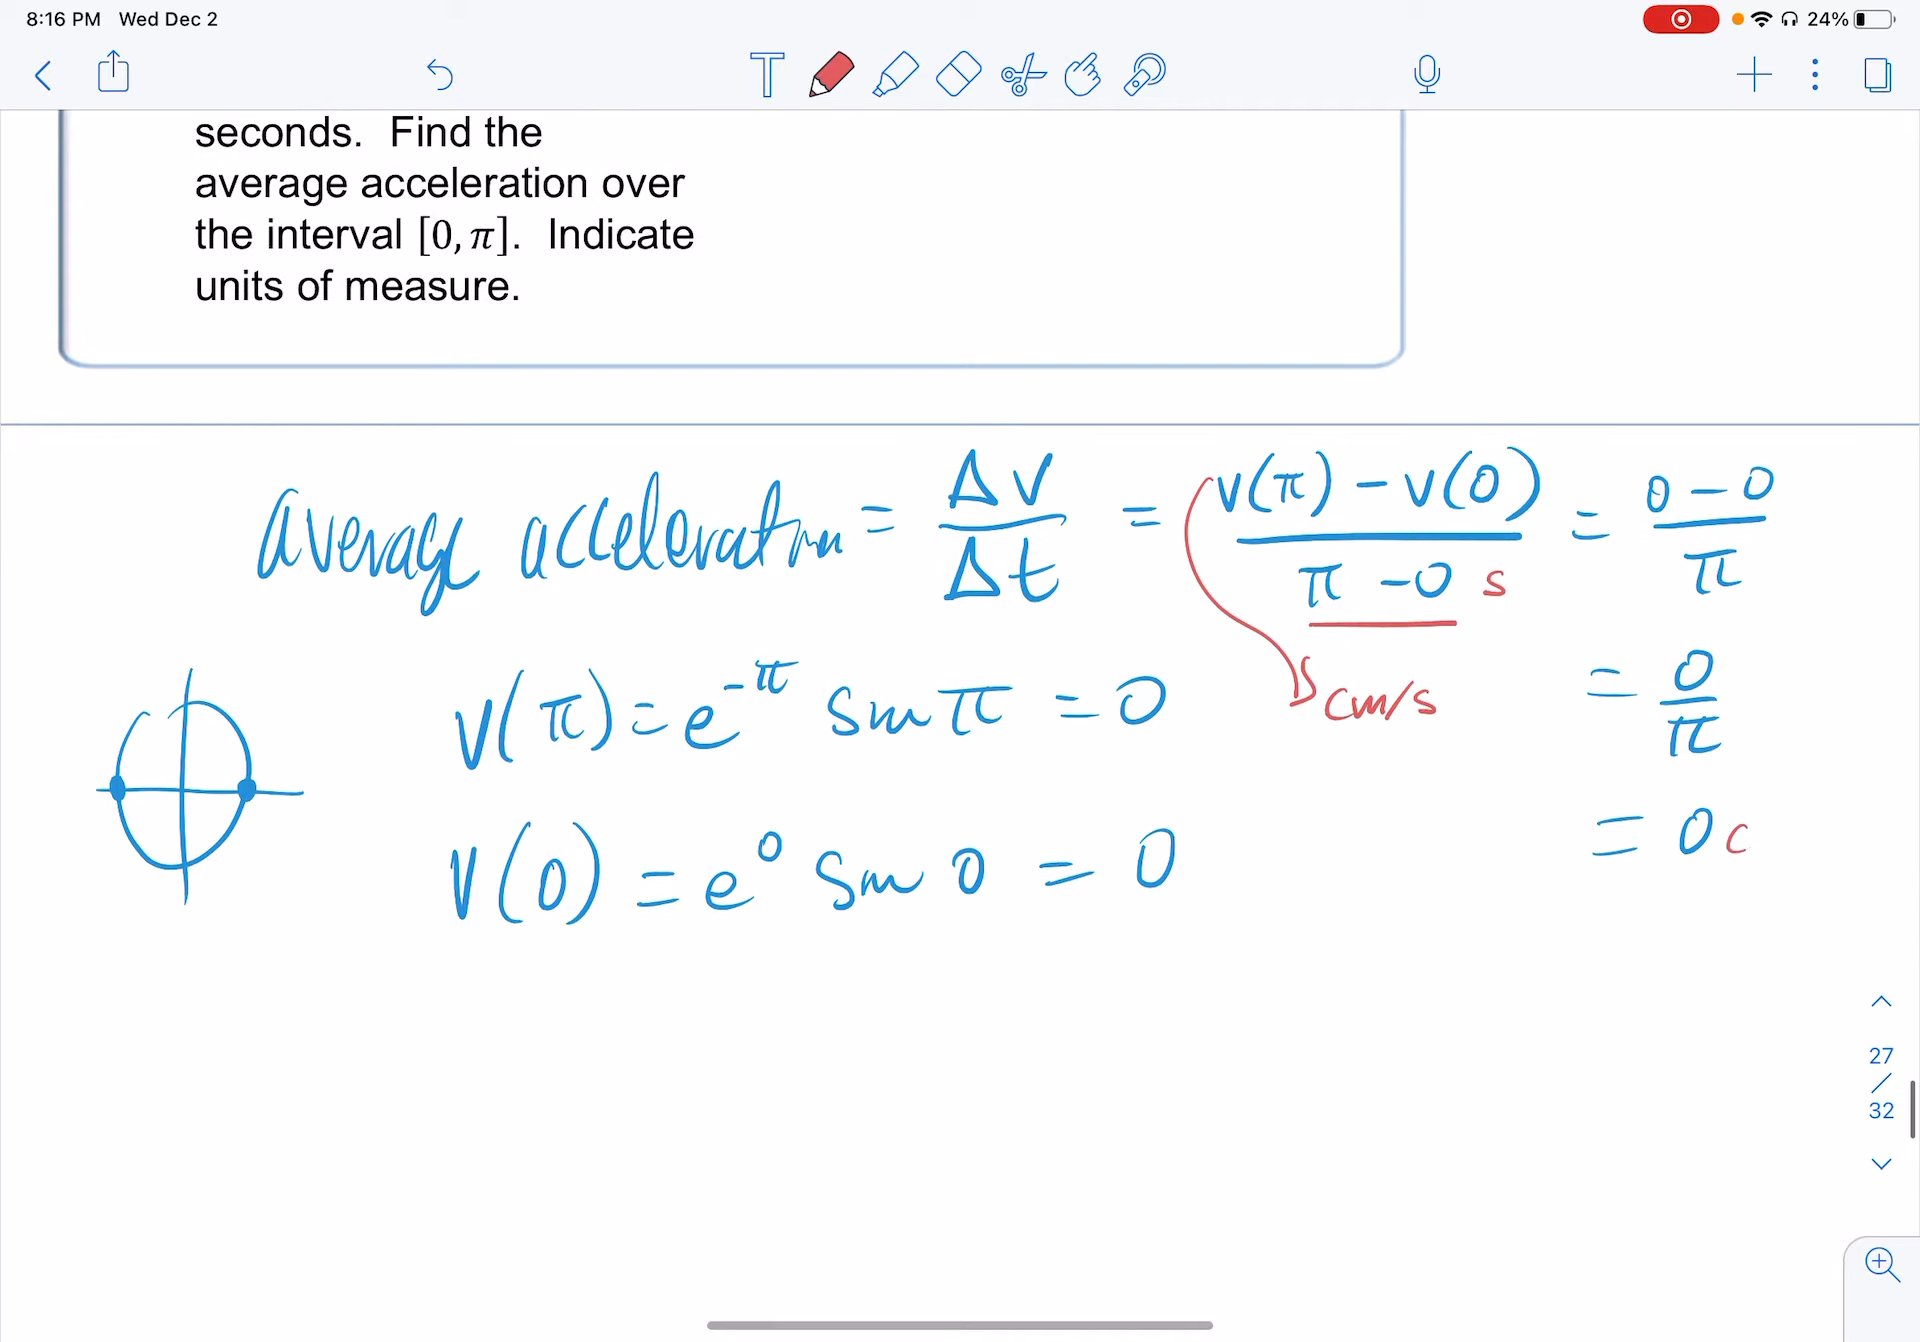 8:16 PM Wed Dec 2
24%
T
seconds. Find the
average acceleration over
the interval [0, π]. Indicate
units of measure.
average acceleration = Δv/Δt = (v(π) - v(0))/(π - 0 s) = (0 - 0)/π
cm/s
v(π) = e^-π sin π = 0
= 0/π
v(0) = e^0 sin 0 = 0
= 0 c
27
/
32